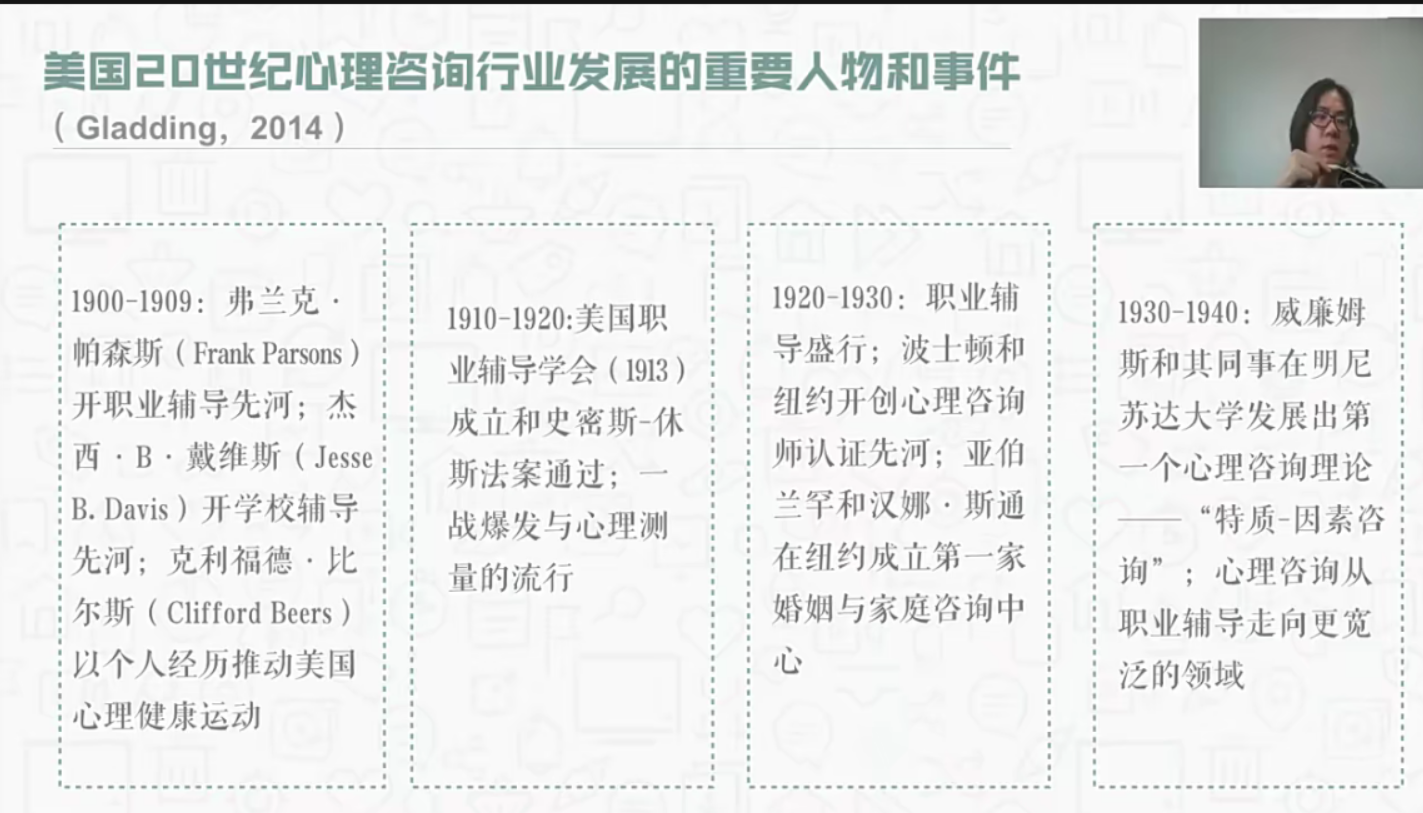 美国20世纪心理咨询行业发展的重要人物和事件
（Gladding，2014）
1900-1909：弗兰克·
帕森斯（Frank Parsons）
开职业辅导先河；杰
西·B·戴维斯（Jesse
B. Davis）开学校辅导
先河；克利福德·比
尔斯（Clifford Beers）
以个人经历推动美国
心理健康运动
1910-1920:美国职
业辅导学会（1913）
成立和史密斯-休
斯法案通过；一
战爆发与心理测
量的流行
1920-1930：职业辅
导盛行；波士顿和
纽约开创心理咨询
师认证先河；亚伯
兰罕和汉娜·斯通
在纽约成立第一家
婚姻与家庭咨询中
心
1930-1940：威廉姆
斯和其同事在明尼
苏达大学发展出第
一个心理咨询理论
——“特质-因素咨
询”；心理咨询从
职业辅导走向更宽
泛的领域